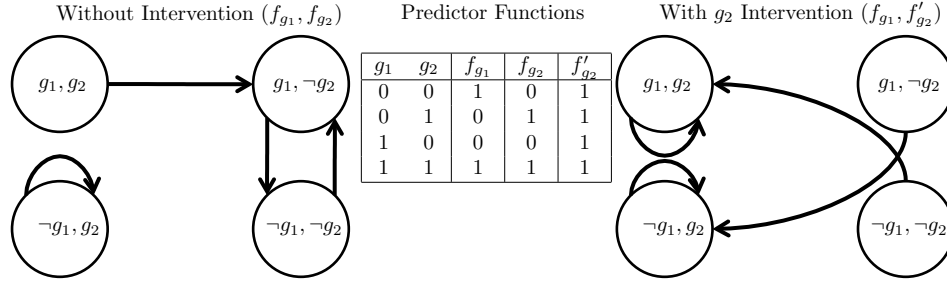 Without Intervention (f_{g_1}, f_{g_2})
g_1, g_2
g_1, ¬g_2
¬g_1, g_2
¬g_1, ¬g_2
Predictor Functions
g_1 g_2 f_{g_1} f_{g_2} f'_{g_2}
0 0 1 0 1
0 1 0 1 1
1 0 0 0 1
1 1 1 1 1
With g_2 Intervention (f_{g_1}, f'_{g_2})
g_1, g_2
g_1, ¬g_2
¬g_1, g_2
¬g_1, ¬g_2